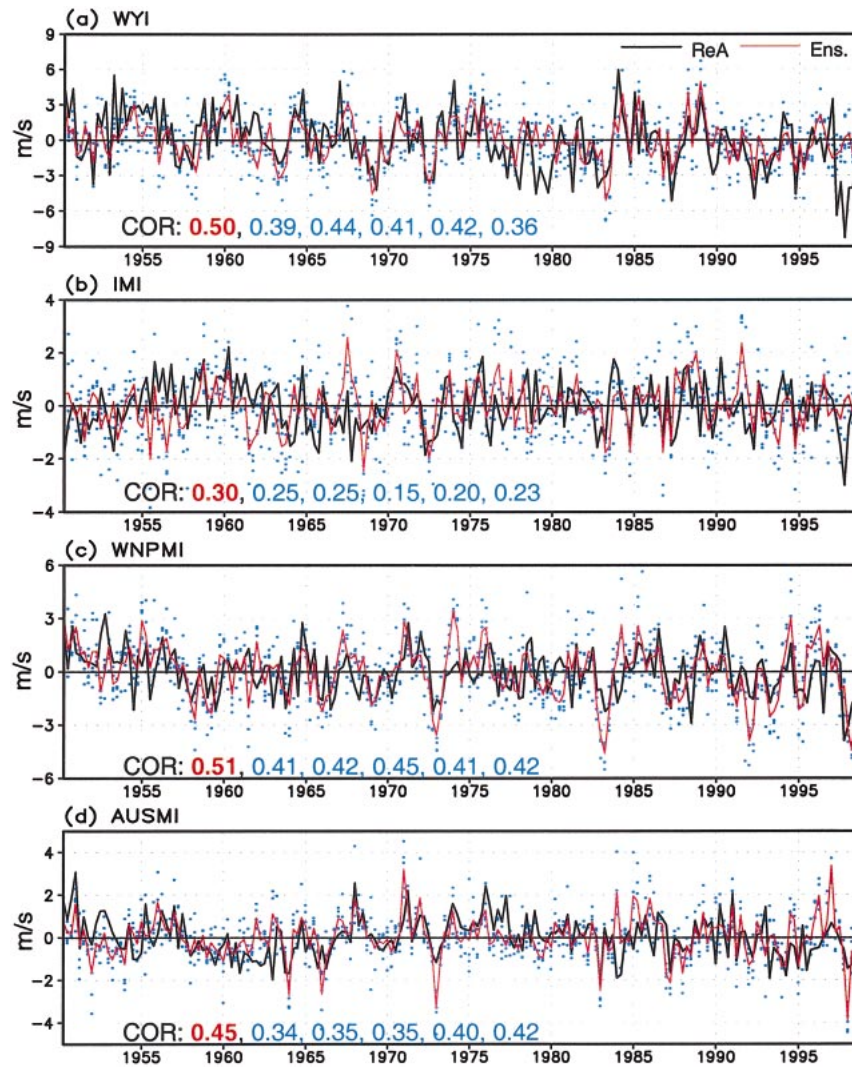 (a) WYI
9
6
3
0
-3
-6
-9
m/s
ReA
Ens.
COR: 0.50, 0.39, 0.44, 0.41, 0.42, 0.36
1955 1960 1965 1970 1975 1980 1985 1990 1995
(b) IMI
4
2
0
-2
-4
m/s
COR: 0.30, 0.25, 0.25, 0.15, 0.20, 0.23
1955 1960 1965 1970 1975 1980 1985 1990 1995
(c) WNPMI
6
3
0
-3
-6
m/s
COR: 0.51, 0.41, 0.42, 0.45, 0.41, 0.42
1955 1960 1965 1970 1975 1980 1985 1990 1995
(d) AUSMI
4
2
0
-2
-4
m/s
COR: 0.45, 0.34, 0.35, 0.35, 0.40, 0.42
1955 1960 1965 1970 1975 1980 1985 1990 1995